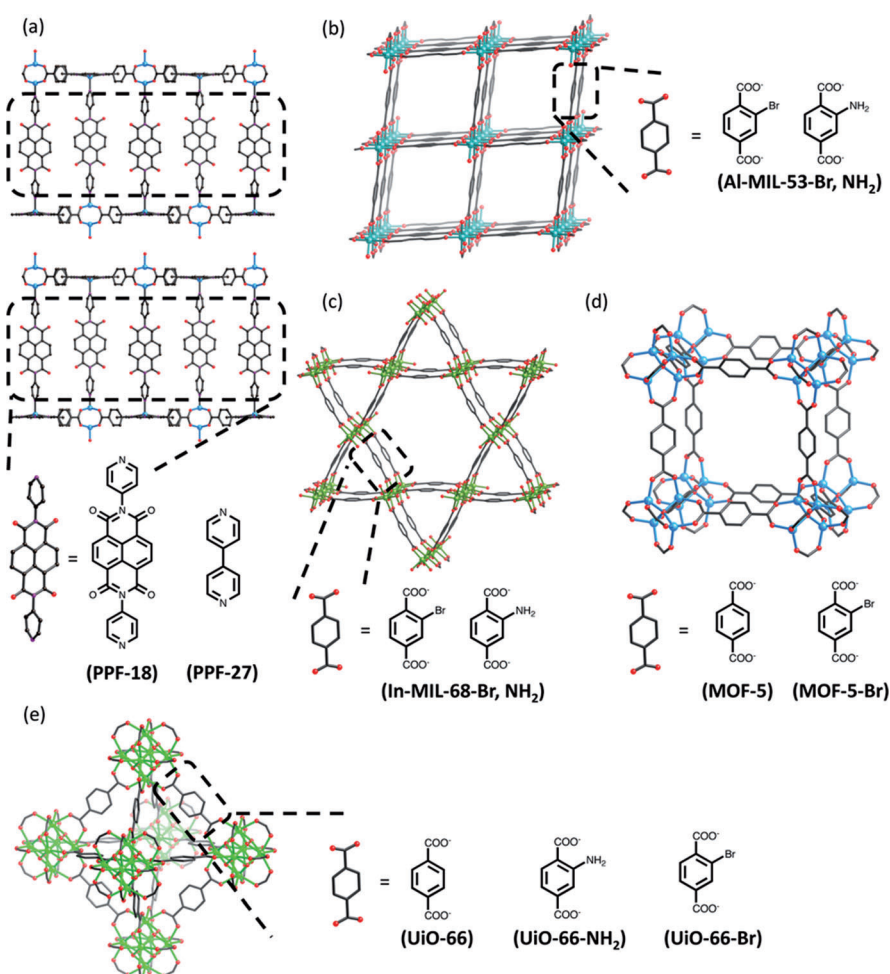 (a)
(b)
COO⁻
Br
COO⁻
COO⁻
NH₂
COO⁻
=
(Al-MIL-53-Br, NH₂)
(c)
(d)
=
N
O
N
O
O
N
O
N
(PPF-18)
N
N
(PPF-27)
=
COO⁻
Br
COO⁻
COO⁻
NH₂
COO⁻
(In-MIL-68-Br, NH₂)
=
COO⁻
COO⁻
(MOF-5)
COO⁻
Br
COO⁻
(MOF-5-Br)
(e)
=
COO⁻
COO⁻
(UiO-66)
COO⁻
NH₂
COO⁻
(UiO-66-NH₂)
COO⁻
Br
COO⁻
(UiO-66-Br)